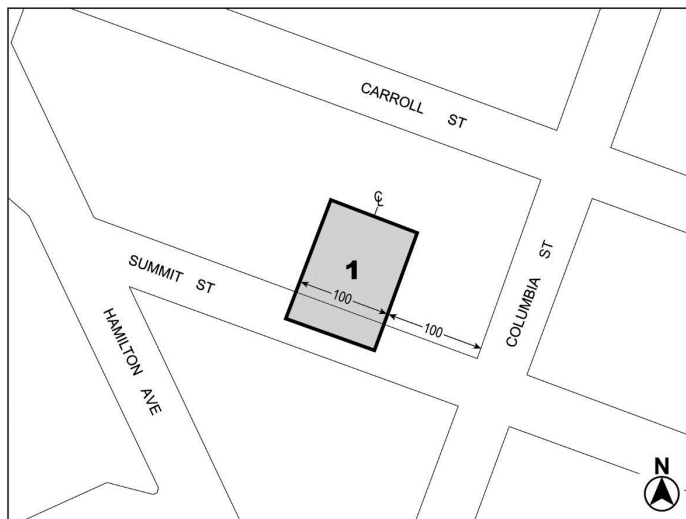 CARROLL ST
℄
1
SUMMIT ST
100
100
COLUMBIA ST
HAMILTON AVE
N